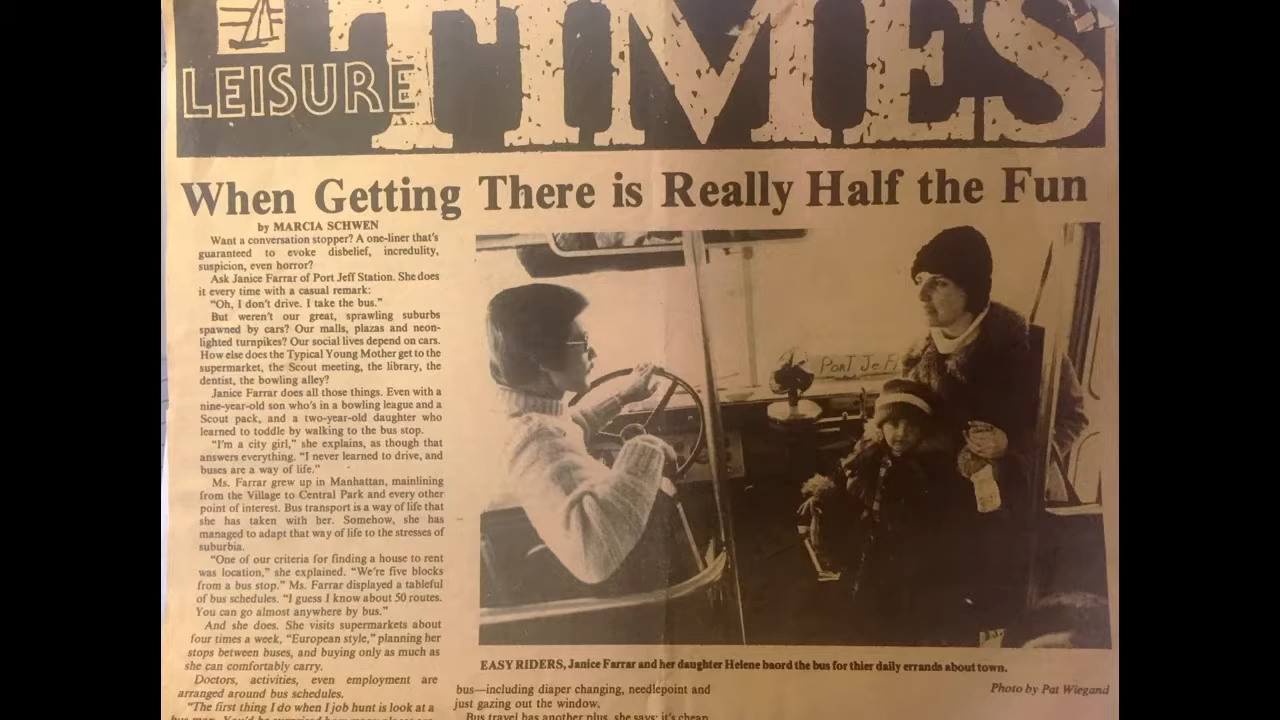 LEISURE TIMES
When Getting There is Really Half the Fun
by MARCIA SCHWEN
Want a conversation stopper? A one-liner that's
guaranteed to evoke disbelief, incredulity,
suspicion, even horror?
Ask Janice Farrar of Port Jeff Station. She does
it every time with a casual remark:
"Oh, I don't drive. I take the bus."
But weren't our great, sprawling suburbs
spawned by cars? Our malls, plazas and neon-
lighted turnpikes? Our social lives depend on cars.
How else does the Typical Young Mother get to the
supermarket, the Scout meeting, the library, the
dentist, the bowling alley?
Janice Farrar does all those things. Even with a
nine-year-old son who's in a bowling league and a
Scout pack, and a two-year-old daughter who
learned to toddle by walking to the bus stop.
"I'm a city girl," she explains, as though that
answers everything. "I never learned to drive, and
buses are a way of life."
Ms. Farrar grew up in Manhattan, mainlining
from the Village to Central Park and every other
point of interest. Bus transport is a way of life that
she has taken with her. Somehow, she has
managed to adapt that way of life to the stresses of
suburbia.
"One of our criteria for finding a house to rent
was location," she explained. "We're five blocks
from a bus stop." Ms. Farrar displayed a tableful
of bus schedules. "I guess I know about 50 routes.
You can go almost anywhere by bus."
And she does. She visits supermarkets about
four times a week, "European style," planning her
stops between buses, and buying only as much as
she can comfortably carry.
Doctors, activities, even employment are
arranged around bus schedules.
"The first thing I do when I job hunt is look at a
PORT JEF
EASY RIDERS, Janice Farrar and her daughter Helene baord the bus for thier daily errands about town.
Photo by Pat Wiegand
bus—including diaper changing, needlepoint and
just gazing out the window.
Bus travel has another plus, she says: it's cheap.